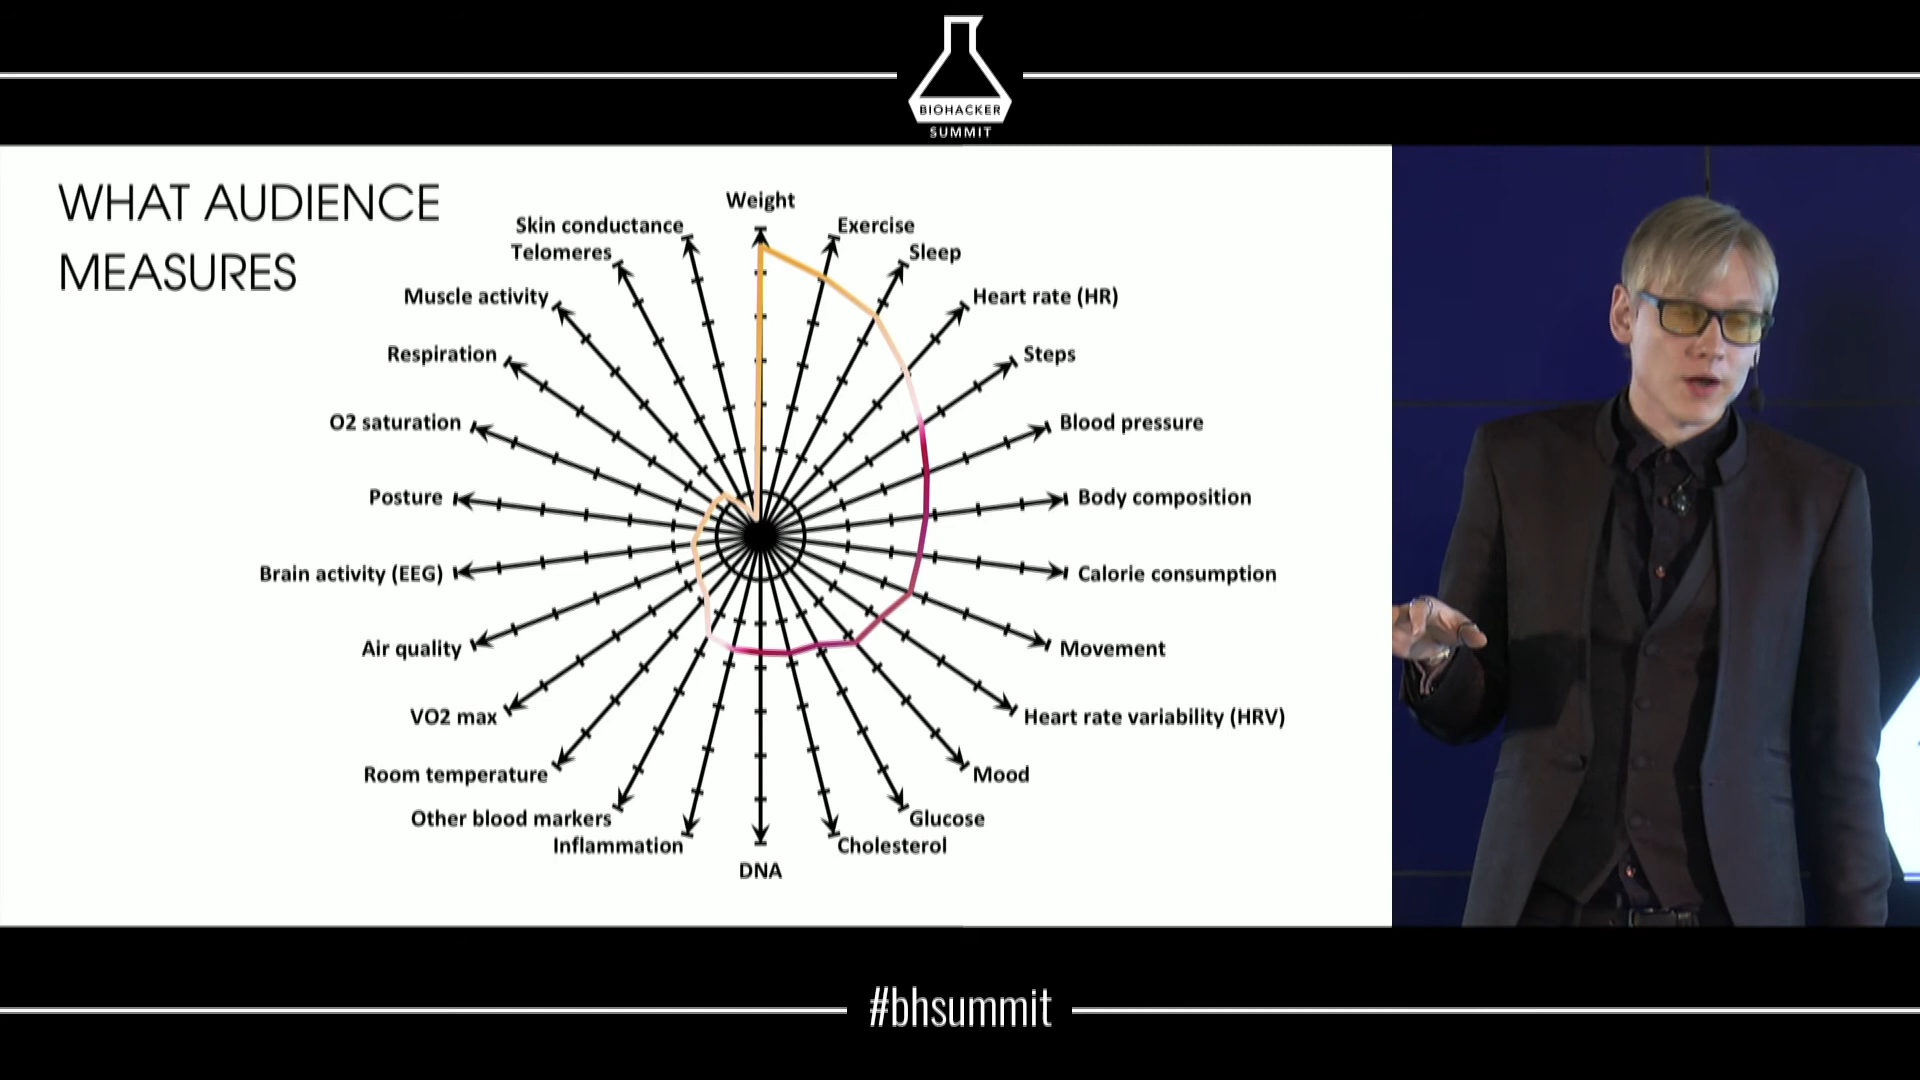 BIOHACKER
SUMMIT
WHAT AUDIENCE
MEASURES
Weight
Exercise
Sleep
Heart rate (HR)
Steps
Blood pressure
Body composition
Calorie consumption
Movement
Heart rate variability (HRV)
Mood
Glucose
Cholesterol
DNA
Inflammation
Other blood markers
Room temperature
VO2 max
Air quality
Brain activity (EEG)
Posture
O2 saturation
Respiration
Muscle activity
Telomeres
Skin conductance
#bhsummit